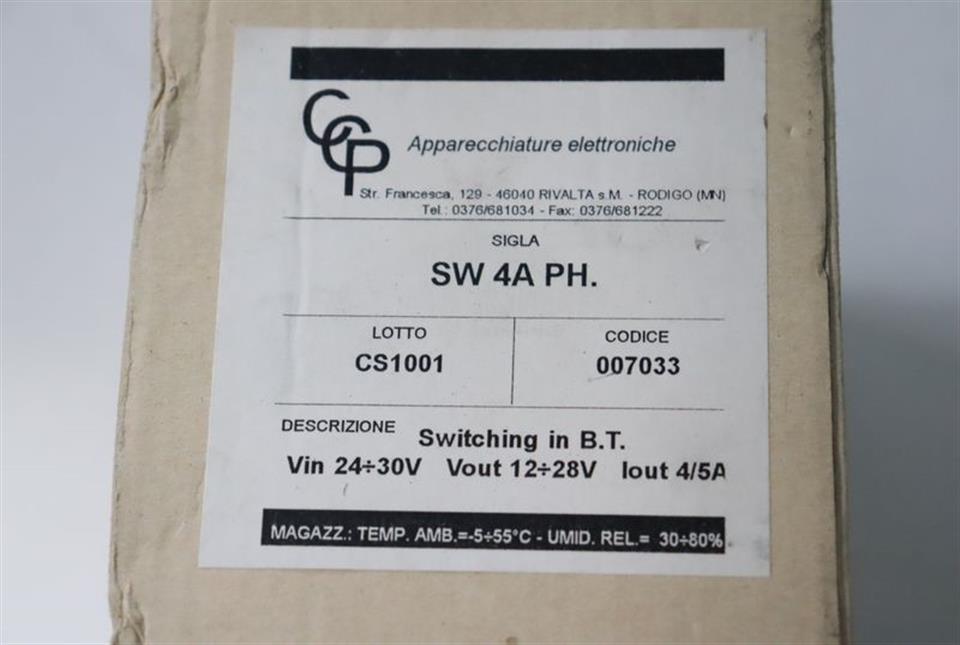 CCP
Apparecchiature elettroniche
Str. Francesca, 129 - 46040 RIVALTA s.M. - RODIGO (MN)
Tel.: 0376/681034 - Fax: 0376/681222
SIGLA
SW 4A PH.
LOTTO
CS1001
CODICE
007033
DESCRIZIONE Switching in B.T.
Vin 24÷30V Vout 12÷28V Iout 4/5A
MAGAZZ.: TEMP. AMB.=-5÷55°C - UMID. REL.= 30÷80%